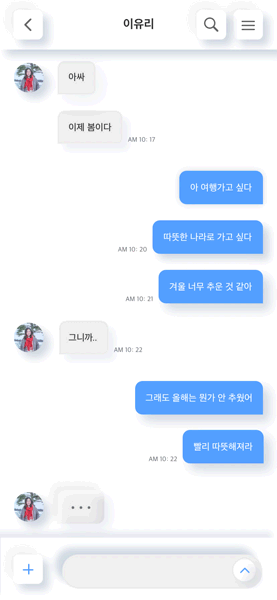 이유리
아싸
이제 봄이다
AM 10: 17
아 여행가고 싶다
따뜻한 나라로 가고 싶다
AM 10: 20
겨울 너무 추운 것 같아
AM 10: 21
그니까..
AM 10: 22
그래도 올해는 뭔가 안 추웠어
빨리 따뜻해져라
AM 10: 22